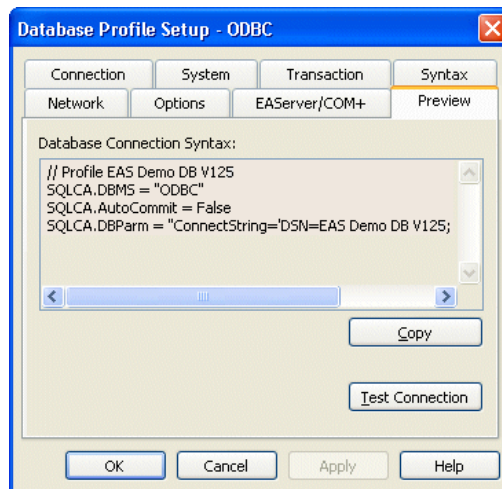 Database Profile Setup - ODBC
Connection System Transaction Syntax
Network Options EAServer/COM+ Preview
Database Connection Syntax:
// Profile EAS Demo DB V125
SQLCA.DBMS = "ODBC"
SQLCA.AutoCommit = False
SQLCA.DBParm = "ConnectString='DSN=EAS Demo DB V125;
Copy
Test Connection
OK Cancel Apply Help